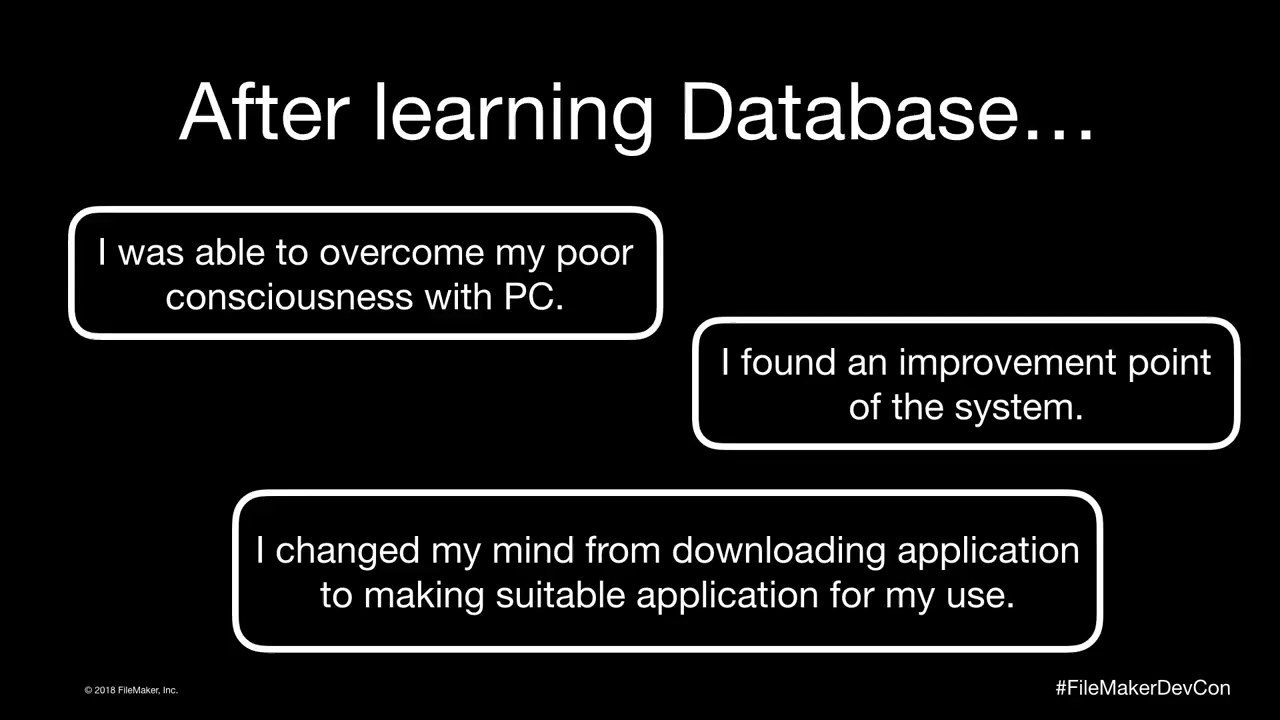 After learning Database…
I was able to overcome my poor
consciousness with PC.
I found an improvement point
of the system.
I changed my mind from downloading application
to making suitable application for my use.
© 2018 FileMaker, Inc.
#FileMakerDevCon